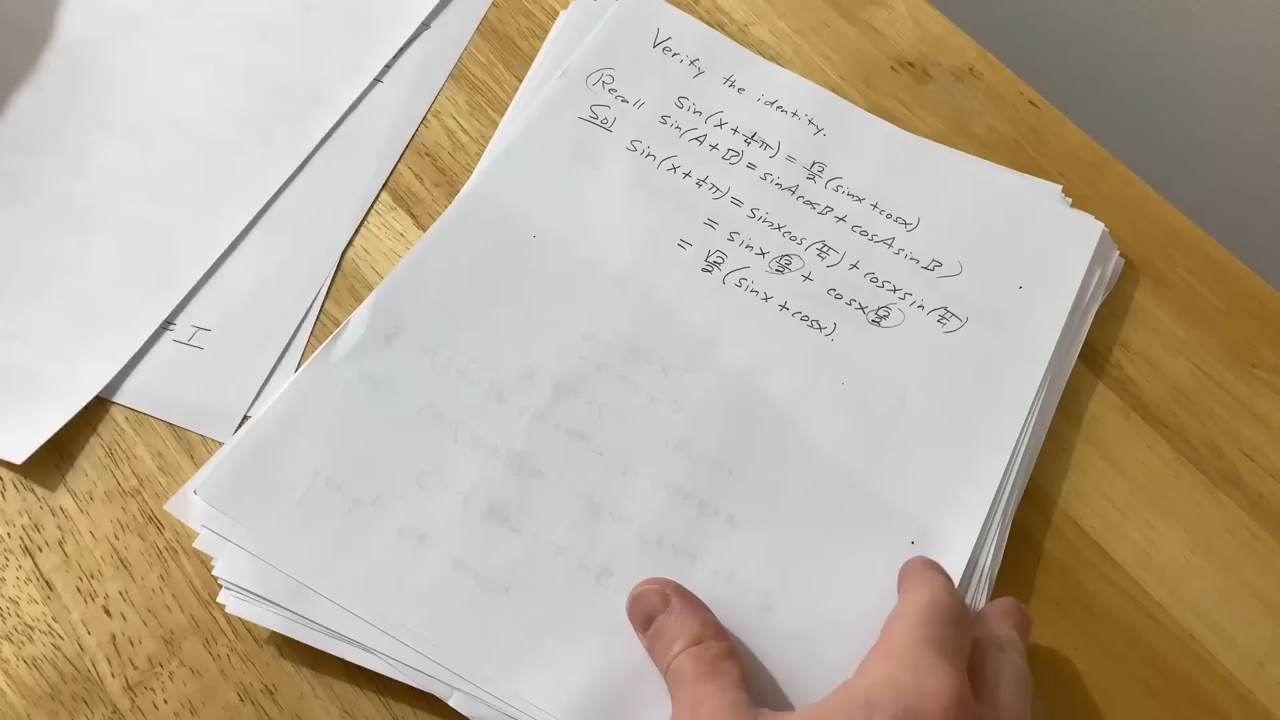 Verify the identity.
sin(x+¼π) = √2/2 (sinx+cosx)
(Recall sin(A+B) = sinAcosB + cosAsinB)
Sol
sin(x+¼π) = sinxcos(π/4) + cosxsin(π/4)
= sinx √2/2 + cosx √2/2
= √2/2 (sinx + cosx).
= I